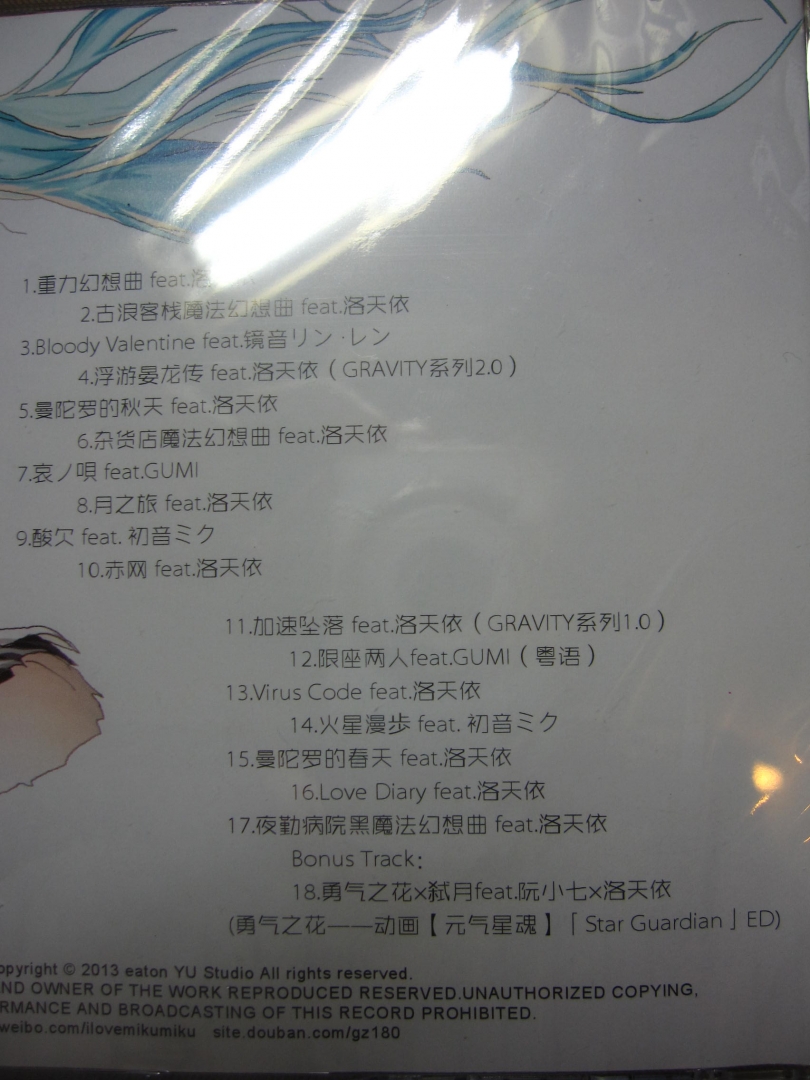 1.重力幻想曲 feat.洛
2.古浪客栈魔法幻想曲 feat.洛天依
3.Bloody Valentine feat.镜音リン·レン
4.浮游晏龙传 feat.洛天依（GRAVITY系列2.0）
5.曼陀罗的秋天 feat.洛天依
6.杂货店魔法幻想曲 feat.洛天依
7.哀ノ唄 feat.GUMI
8.月之旅 feat.洛天依
9.酸欠 feat. 初音ミク
10.赤网 feat.洛天依
11.加速坠落 feat.洛天依（GRAVITY系列1.0）
12.限座两人feat.GUMI（粤语）
13.Virus Code feat.洛天依
14.火星漫歩 feat. 初音ミク
15.曼陀罗的春天 feat.洛天依
16.Love Diary feat.洛天依
17.夜勤病院黑魔法幻想曲 feat.洛天依
Bonus Track：
18.勇气之花×弑月feat.阮小七×洛天依
(勇气之花——动画【元气星魂】「Star Guardian」ED)
opyright © 2013 eaton YU Studio All rights reserved.
ND OWNER OF THE WORK REPRODUCED RESERVED.UNAUTHORIZED COPYING,
RMANCE AND BROADCASTING OF THIS RECORD PROHIBITED.
weibo.com/ilovemikumiku site.douban.com/gz180